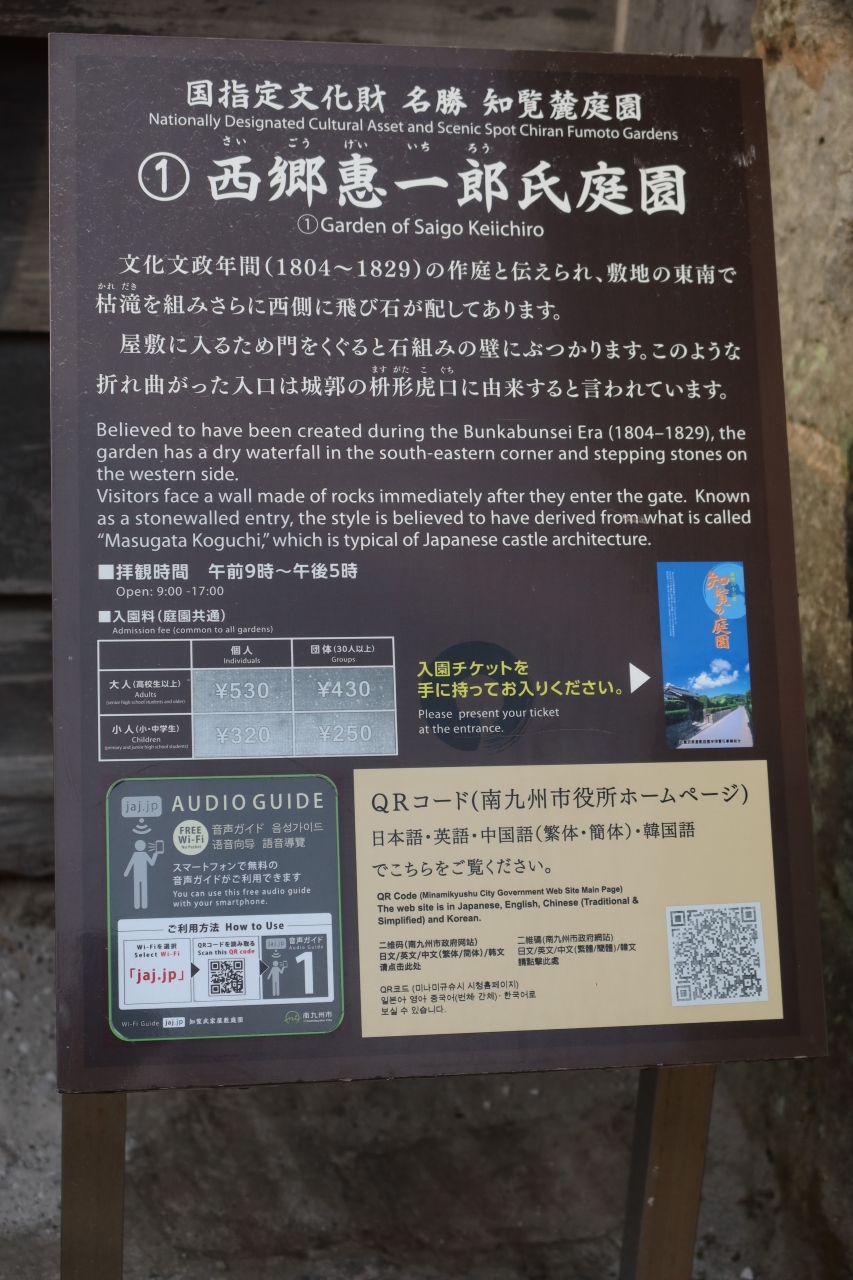 国指定文化財 名勝 知覧麓庭園
Nationally Designated Cultural Asset and Scenic Spot Chiran Fumoto Gardens
さい ごう けい いち ろう
① 西郷惠一郎氏庭園
①Garden of Saigo Keiichiro
文化文政年間(1804~1829)の作庭と伝えられ、敷地の東南で
かれ だき
枯滝を組みさらに西側に飛び石が配してあります。
屋敷に入るため門をくぐると石組みの壁にぶつかります。このような
ます がた こ ぐち
折れ曲がった入口は城郭の枡形虎口に由来すると言われています。
Believed to have been created during the Bunkabunsei Era (1804–1829), the
garden has a dry waterfall in the south-eastern corner and stepping stones on
the western side.
Visitors face a wall made of rocks immediately after they enter the gate. Known
as a stonewalled entry, the style is believed to have derived from what is called
“Masugata Koguchi,” which is typical of Japanese castle architecture.
■拝観時間 午前9時~午後5時
Open: 9:00 -17:00
■入園料(庭園共通)
Admission fee (common to all gardens)
個人 団体(30人以上)
Individuals Groups
大人(高校生以上) ¥530 ¥430
Adults
(senior high school students and older)
小人(小・中学生) ¥320 ¥250
Children
(primary and junior high school students)
入園チケットを
手に持ってお入りください。
Please present your ticket
at the entrance.
知覧の庭園
jaj.jp AUDIO GUIDE
FREE Wi-Fi
音声ガイド 음성가이드
语音向导 語音導覽
スマートフォンで無料の
音声ガイドがご利用できます
You can use this free audio guide
with your smartphone.
ご利用方法 How to Use
Wi-Fiを選択
Select Wi-Fi
「jaj.jp」
QRコードを読み取る
Scan this QR code
jaj.jp 音声ガイド
Audio Guide
1
Wi-Fi Guide jaj.jp 知覧武家屋敷庭園
南九州市
QRコード(南九州市役所ホームページ)
日本語・英語・中国語(繁体・簡体)・韓国語
でこちらをご覧ください。
QR Code (Minamikyushu City Government Web Site Main Page)
The web site is in Japanese, English, Chinese (Traditional &
Simplified) and Korean.
二维码(南九州市政府网站)
日文/英文/中文(繁体/简体)/韩文
请点击此处
二維碼(南九州市政府網站)
日文/英文/中文(繁體/簡體)/韓文
請點擊此處
QR코드 (미나미큐슈시 시청홈페이지)
일본어· 영어· 중국어(번체· 간체)· 한국어로
보실 수 있습니다.